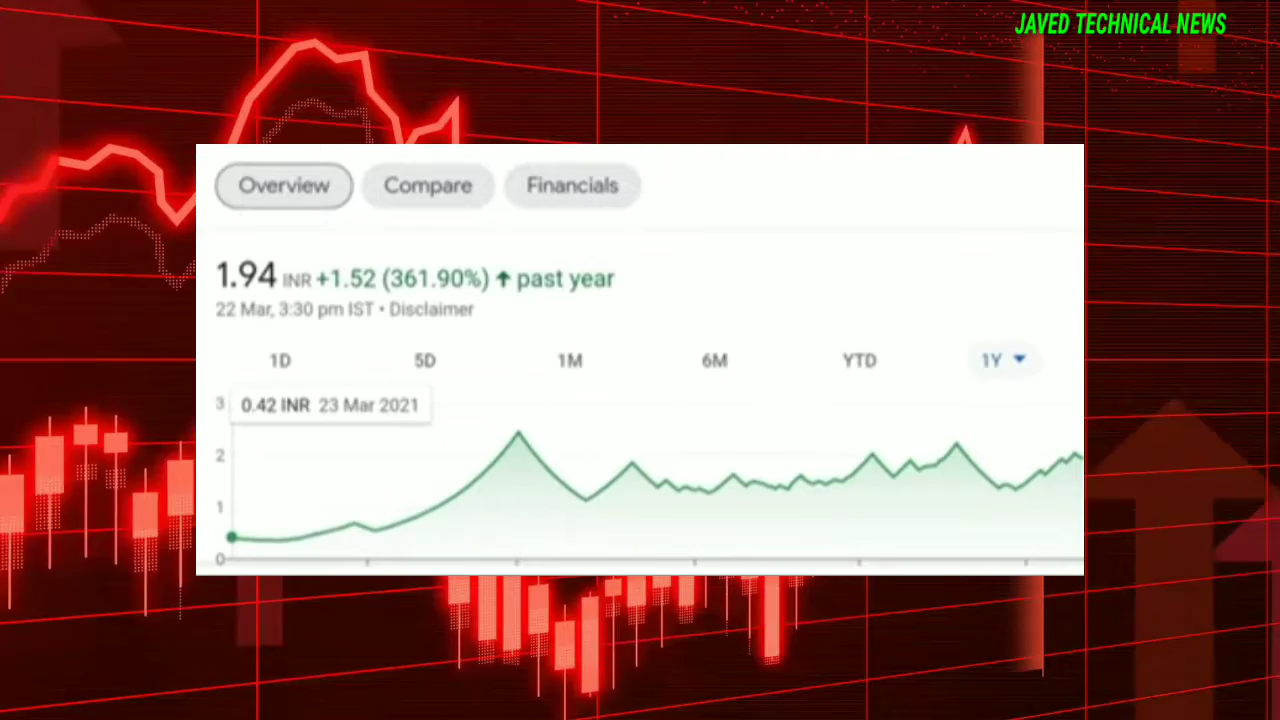 JAVED TECHNICAL NEWS
Overview Compare Financials
1.94 INR +1.52 (361.90%) ↑ past year
22 Mar, 3:30 pm IST • Disclaimer
1D 5D 1M 6M YTD 1Y
0.42 INR 23 Mar 2021
3
2
1
0